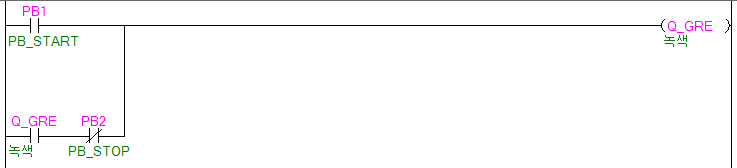 PB1
PB_START
Q_GRE
녹색
Q_GRE PB2
녹색 PB_STOP